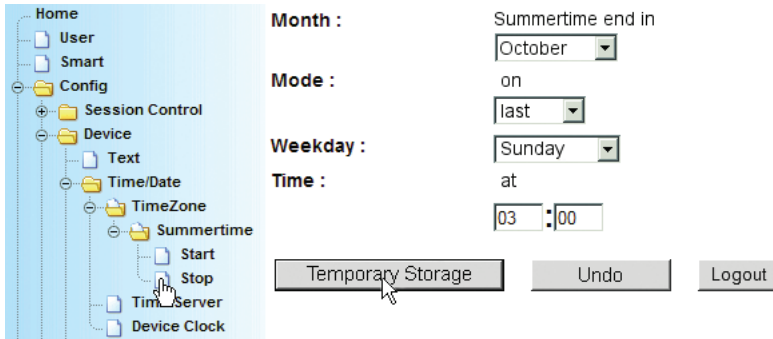 Home
User
Smart
Config
Session Control
Device
Text
Time/Date
TimeZone
Summertime
Start
Stop
Time Server
Device Clock
Month :
Summertime end in
October
Mode :
on
last
Weekday :
Sunday
Time :
at
03 : 00
Temporary Storage
Undo
Logout